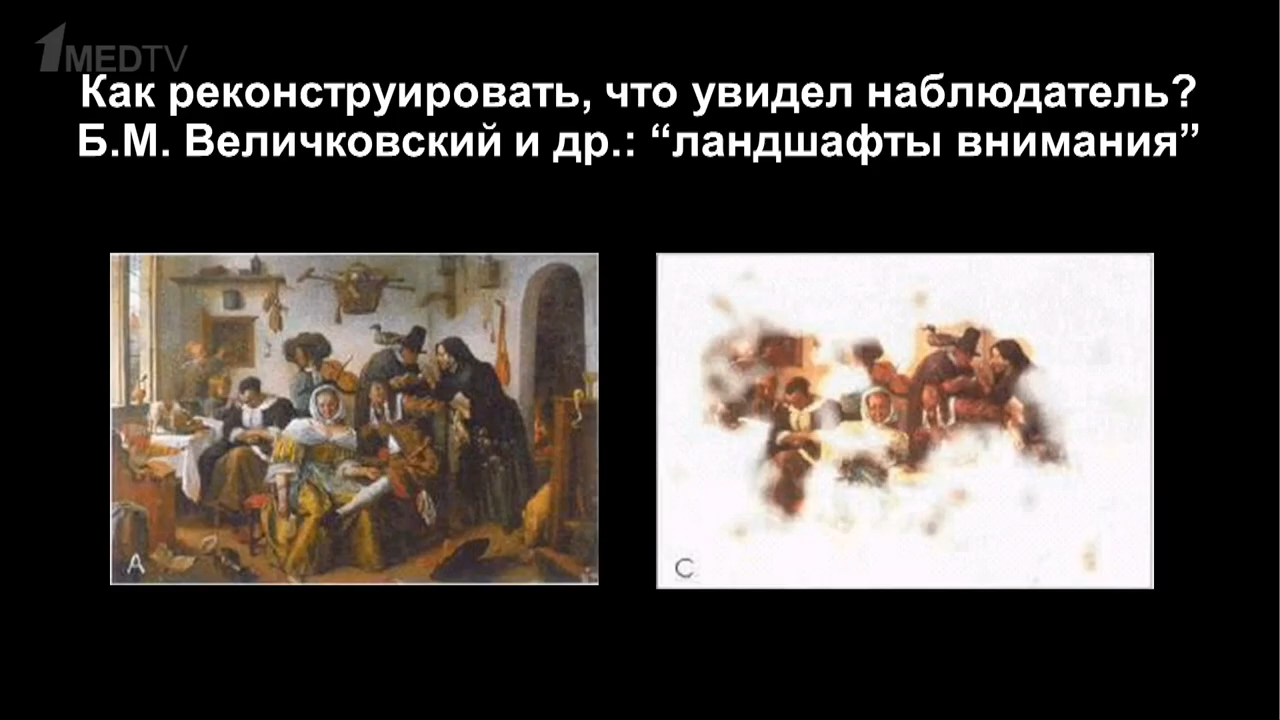 1MEDTV
Как реконструировать, что увидел наблюдатель?
Б.М. Величковский и др.: “ландшафты внимания”
A
C